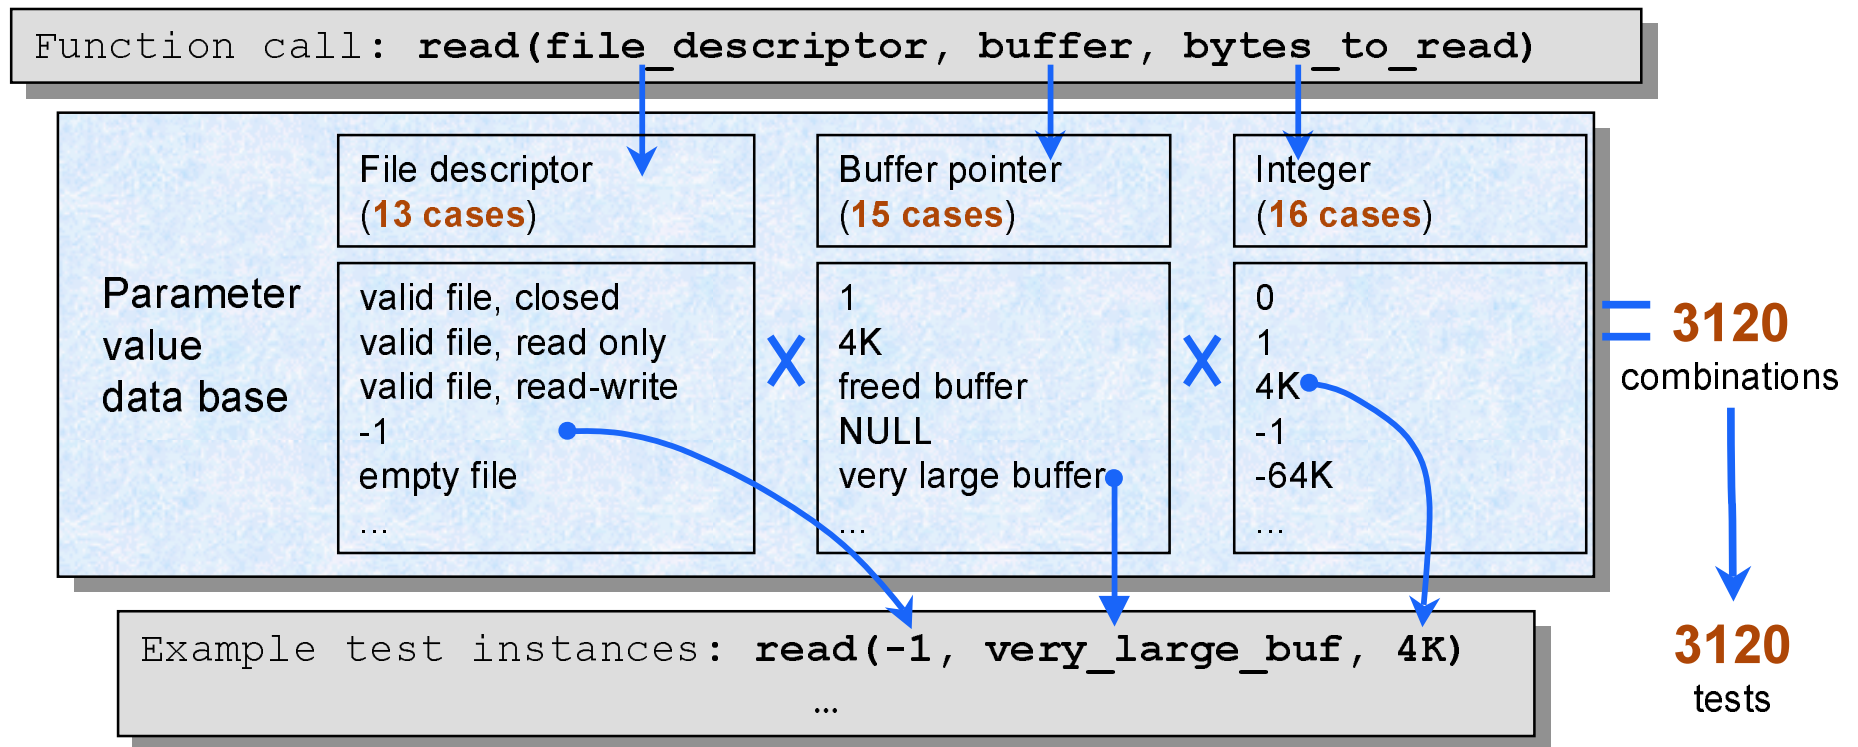 Function call: read(file_descriptor, buffer, bytes_to_read)
File descriptor
(13 cases)
Buffer pointer
(15 cases)
Integer
(16 cases)
Parameter
value
data base
valid file, closed
valid file, read only
valid file, read-write
-1
empty file
...
X
1
4K
freed buffer
NULL
very large buffer
...
X
0
1
4K
-1
-64K
...
=
3120
combinations
3120
tests
Example test instances: read(-1, very_large_buf, 4K)
...